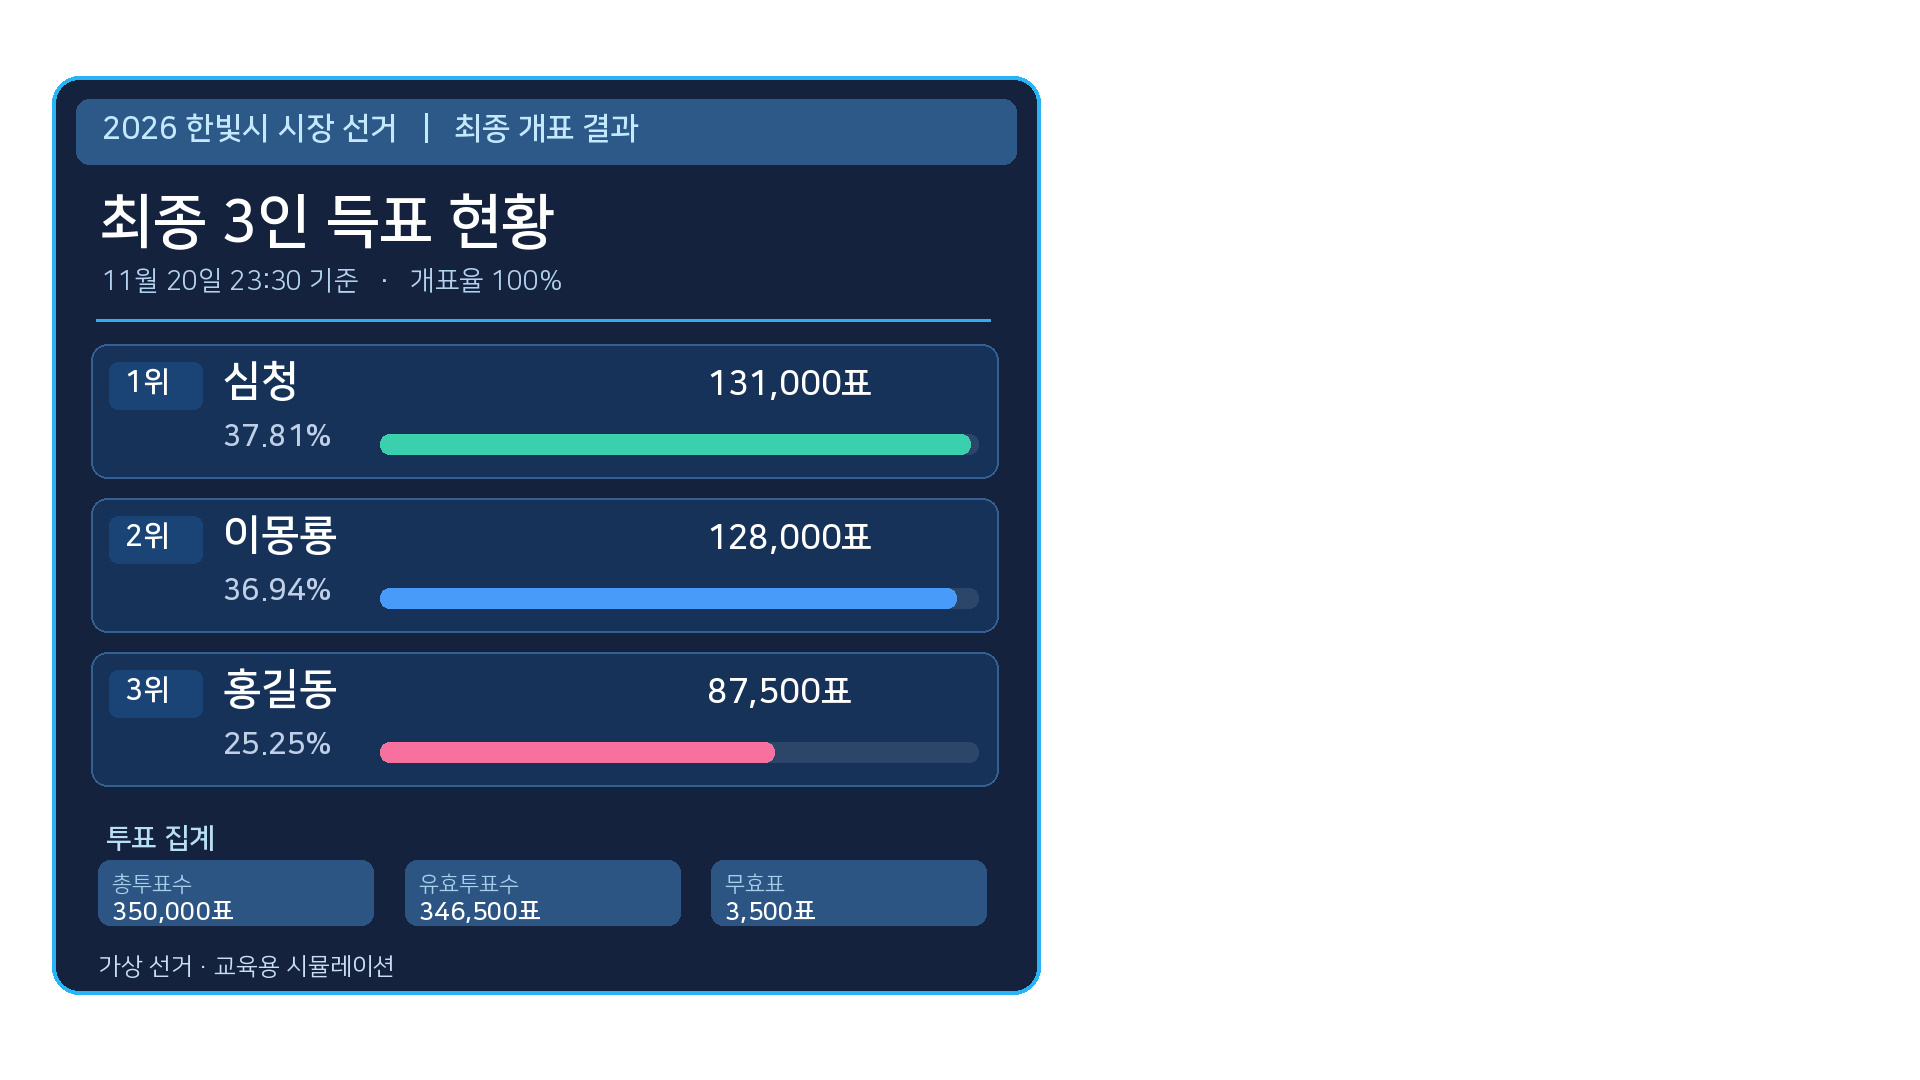 2026 한빛시 시장 선거 | 최종 개표 결과
최종 3인 득표 현황
11월 20일 23:30 기준 · 개표율 100%
1위 심청 131,000표
37.81%
2위 이몽룡 128,000표
36.94%
3위 홍길동 87,500표
25.25%
투표 집계
총투표수 유효투표수 무효표
350,000표 346,500표 3,500표
가상 선거 · 교육용 시뮬레이션